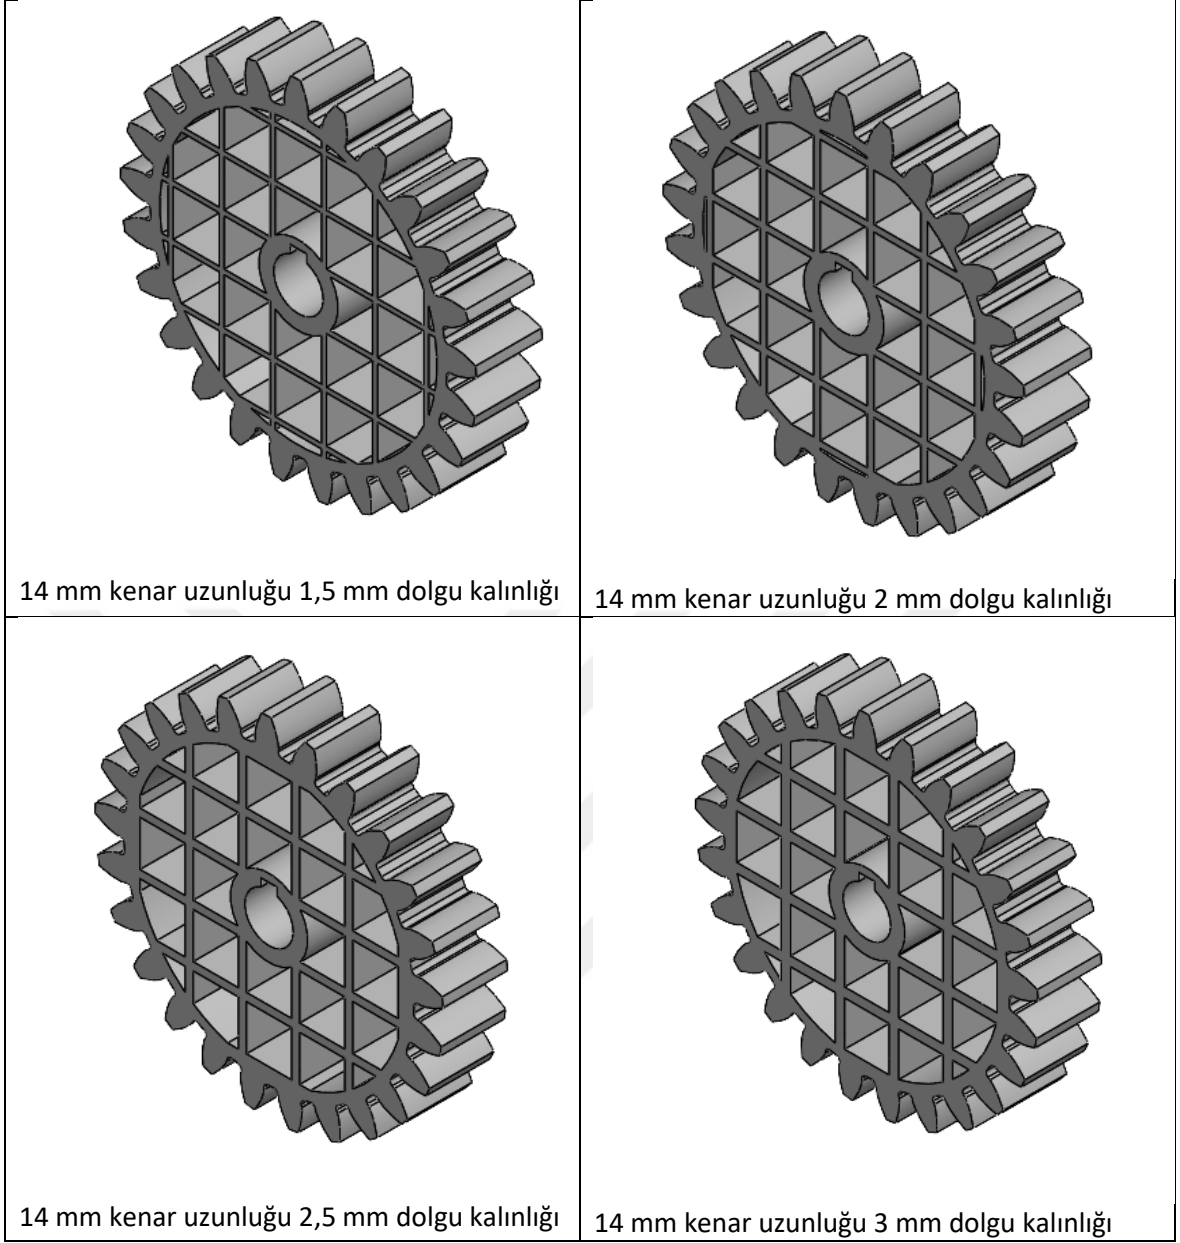 14 mm kenar uzunluğu 1,5 mm dolgu kalınlığı
14 mm kenar uzunluğu 2 mm dolgu kalınlığı
14 mm kenar uzunluğu 2,5 mm dolgu kalınlığı
14 mm kenar uzunluğu 3 mm dolgu kalınlığı